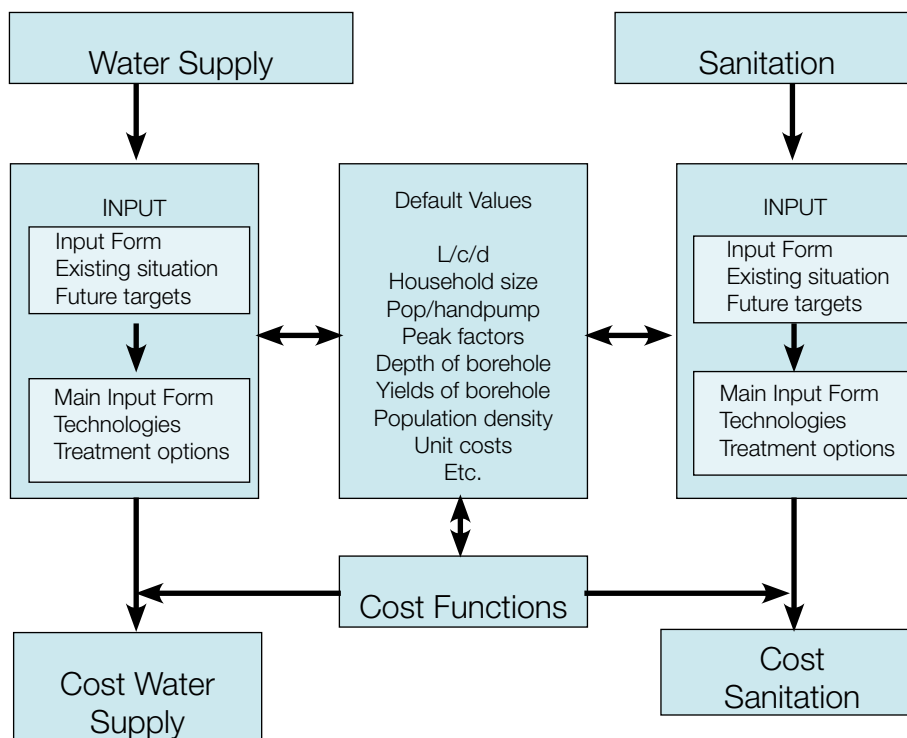 Water Supply
Sanitation
INPUT
Input Form
Existing situation
Future targets
Main Input Form
Technologies
Treatment options
Default Values
L/c/d
Household size
Pop/handpump
Peak factors
Depth of borehole
Yields of borehole
Population density
Unit costs
Etc.
INPUT
Input Form
Existing situation
Future targets
Main Input Form
Technologies
Treatment options
Cost Functions
Cost Water
Supply
Cost
Sanitation